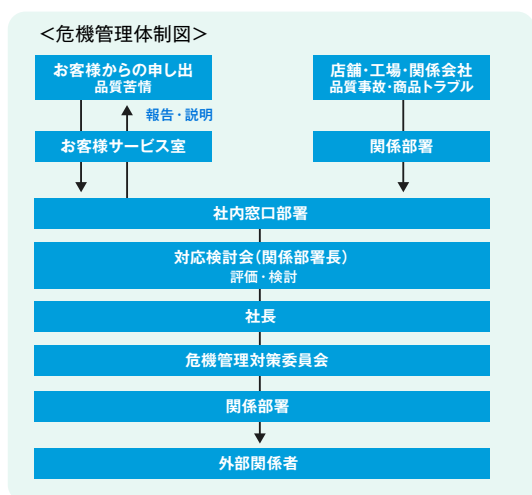 ＜危機管理体制図＞
お客様からの申し出
品質苦情
店舗・工場・関係会社
品質事故・商品トラブル
報告・説明
お客様サービス室
関係部署
社内窓口部署
対応検討会（関係部署長）
評価・検討
社長
危機管理対策委員会
関係部署
外部関係者